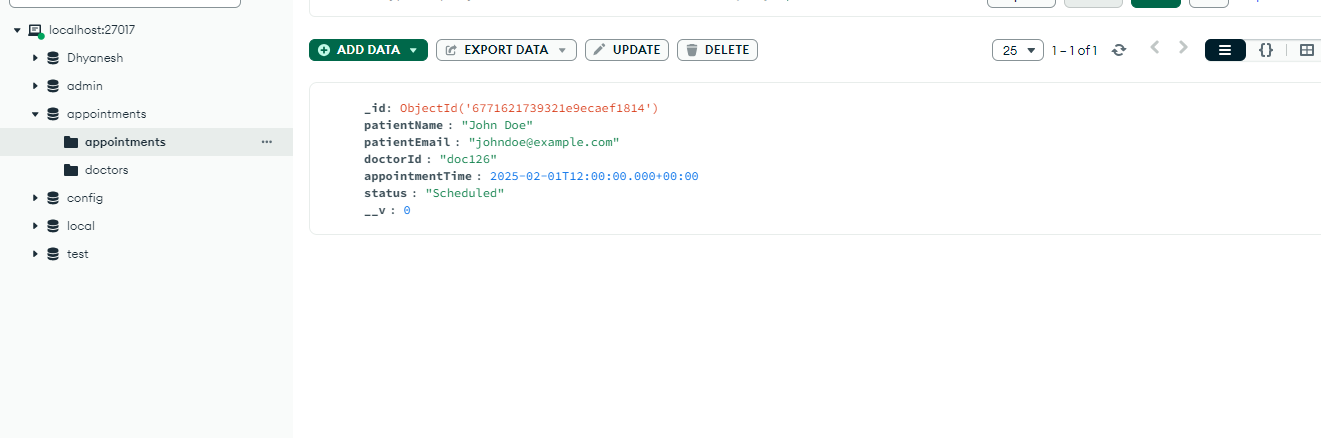 localhost:27017
Dhyanesh
admin
appointments
appointments
doctors
config
local
test
ADD DATA
EXPORT DATA
UPDATE
DELETE
25
1 – 1 of 1
{}
_id: ObjectId('6771621739321e9ecaef1814')
patientName : "John Doe"
patientEmail : "johndoe@example.com"
doctorId : "doc126"
appointmentTime : 2025-02-01T12:00:00.000+00:00
status : "Scheduled"
__v : 0